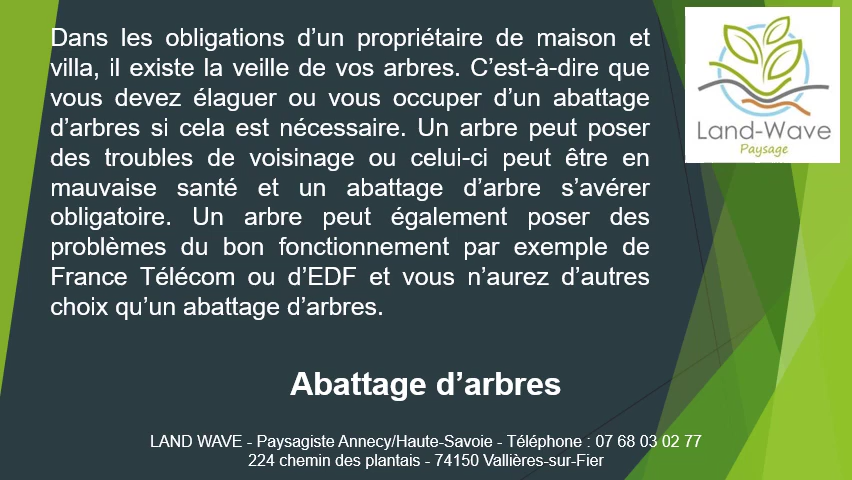 Dans les obligations d’un propriétaire de maison et
villa, il existe la veille de vos arbres. C’est-à-dire que
vous devez élaguer ou vous occuper d’un abattage
d’arbres si cela est nécessaire. Un arbre peut poser
des troubles de voisinage ou celui-ci peut être en
mauvaise santé et un abattage d’arbre s’avérer
obligatoire. Un arbre peut également poser des
problèmes du bon fonctionnement par exemple de
France Télécom ou d’EDF et vous n’aurez d’autres
choix qu’un abattage d’arbres.
Land-Wave
Paysage
Abattage d’arbres
LAND WAVE - Paysagiste Annecy/Haute-Savoie - Téléphone : 07 68 03 02 77
224 chemin des plantais - 74150 Vallières-sur-Fier